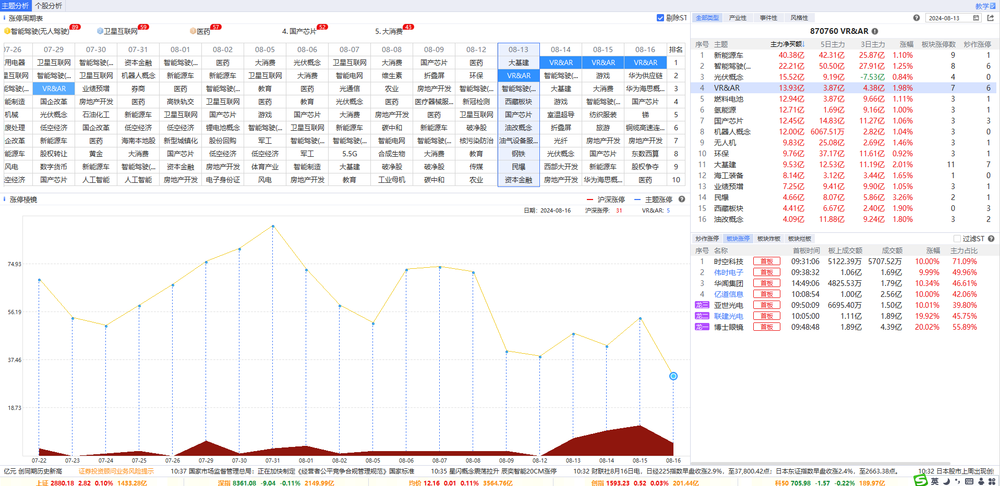 主题分析 个股分析 教学
涨停周期表 剔除ST
1 智能驾驶(无人驾驶) 89 2 卫星互联网 59 3 医药 57 4. 国产芯片 52 5. 大消费 43
07-26 07-29 07-30 07-31 08-01 08-02 08-05 08-06 08-07 08-08 08-09 08-12 08-13 08-14 08-15 08-16 排名
用电器 卫星互联网 智能驾驶(... 资本金融 智能驾驶(... 医药 大消费 光伏概念 卫星互联网 大消费 国产芯片 医药 大基建 VR&AR VR&AR VR&AR 1
星互联网 智能驾驶(... 卫星互联网 机器人概念 新能源车 新能源车 卫星互联网 大消费 智能电网 维生素 折叠屏 环保 VR&AR 智能驾驶(... 游戏 华为供应链 2
能驾驶(... VR&AR 业绩预增 券商 医药 智能驾驶(... 教育 医药 光通信 农业 房地产开发 智能驾驶(... 智能驾驶(... 大基建 大消费 华为海思概... 3
能制造 国企改革 房地产开发 医药 高铁轨交 卫星互联网 医药 教育 光伏概念 医药 医疗器械服... 新冠检测 西藏板块 游戏 智能驾驶(... 国产芯片 4
机械 光伏概念 石油化工 新能源车 卫星互联网 国产芯片 游戏 国产芯片 大消费 房地产开发 医药 卫星互联网 国产芯片 室温超导 纺织服装 锑 5
废处理 低空经济 国企改革 低空经济 低空经济 锂电池概念 智能驾驶(... 卫星互联网 新能源车 碳中和 新能源车 破净股 油改概念 折叠屏 旅游 铜缆高速连... 6
企改革 新能源车 医药 海南本地股 新型城镇化 股份回购 军工 智能驾驶(... 智能驾驶(... 智能电网 智能驾驶(... 核污染防治 油气设备服... 光纤 房地产开发 房地产开发 7
能源车 股权转让 黄金 大消费 国产芯片 低空经济 低空经济 军工 5.5G 合成生物 大消费 教育 钢铁 光伏概念 国产芯片 东数西算 8
风电 数字货币 新能源车 智能驾驶(... 资本金融 房地产开发 体育产业 智能制造 大基建 破净股 破净股 传媒 民爆 西部大开发 新能源车 股权争夺 9
空经济 国产芯片 人工智能 人工智能 房地产开发 电子身份证 风电 房地产开发 教育 工业母机 碳中和 农业 资本金融 房地产开发 华为海思概... 医药 10
涨停棱镜 沪深涨停 主题涨停
日期: 2024-08-16 沪深涨停: 31 VR&AR: 5
74.93
56.19
37.46
18.73
07-22 07-23 07-24 07-25 07-26 07-29 07-30 07-31 08-01 08-02 08-05 08-06 08-07 08-08 08-09 08-12 08-13 08-14 08-15 08-16
全部类型 产业性 事件性 风格性 2024-08-13
870760 VR&AR
序号 主题 主力净买额↓ 5日主力 3日主力 涨幅 板块涨停数 炒作涨停
1 新能源车 40.38亿 42.31亿 25.87亿 1.10% 9 1
2 智能驾驶(... 22.21亿 50.50亿 27.91亿 1.25% 8 6
3 光伏概念 15.52亿 9.19亿 -7.53亿 0.84% 4 0
4 VR&AR 13.93亿 3.87亿 4.38亿 1.98% 7 6
5 燃料电池 12.94亿 3.87亿 9.66亿 1.11% 3 1
6 氢能源 12.71亿 1.69亿 9.16亿 1.00% 3 1
7 国产芯片 12.45亿 14.83亿 11.27亿 1.06% 3 3
8 机器人概念 12.00亿 6067.51万 2.82亿 1.04% 3 0
9 无人机 9.83亿 25.08亿 2.69亿 1.46% 3 1
10 环保 9.76亿 37.17亿 11.61亿 0.92% 3 1
11 大基建 9.53亿 12.53亿 11.19亿 2.01% 11 7
12 海工装备 8.14亿 3.12亿 3.44亿 1.65% 1 0
13 业绩预增 7.25亿 9.41亿 9.90亿 1.05% 3 1
14 民爆 4.66亿 8.07亿 5.86亿 3.26% 2 1
15 西藏板块 4.41亿 6.67亿 2.40亿 1.90% 0 3
16 油改概念 4.09亿 11.88亿 9.24亿 1.80% 3 2
炒作涨停 板块涨停 板块炸板 板块烂板 过滤ST
序号 名称 首板时间 板上成交额 成交额 涨幅 主力占比
1 时空科技 首板 09:31:06 5122.39万 5707.52万 10.00% 71.09%
2 伟时电子 首板 09:38:32 1.06亿 1.69亿 9.99% 49.96%
3 华闻集团 首板 14:49:06 4825.53万 1.79亿 10.34% 46.61%
4 亿道信息 首板 10:08:54 1.00亿 2.56亿 10.00% 42.06%
龙三 亚世光电 首板 09:50:09 6695.40万 1.50亿 10.01% 39.80%
龙二 联建光电 首板 10:05:00 1.11亿 1.89亿 19.92% 45.75%
龙一 博士眼镜 首板 09:48:48 1.89亿 4.39亿 20.02% 55.89%
亿元 创同期历史新高 证券投资顾问业务风险提示 10:37 国家市场监督管理总局：正在加快制定《经营者公平竞争合规管理规范》国家标准 10:35 星闪概念震荡拉升 辰奕智能20CM涨停 10:32 财联社8月16日电，日经225指数早盘收涨2.9%，至37,800.42点；日本东证指数早盘收涨2.4%，至2663.38点。 10:32 日本股市上周出现创
上证 2880.18 2.82 0.10% 1433.28亿 深指 8361.08 -9.04 -0.11% 2149.99亿 均价 12.16 0.01 0.11% 3564.76亿 创指 1593.23 0.52 0.03% 201.44亿 科50 705.98 -1.57 -0.22% 189.97亿 英